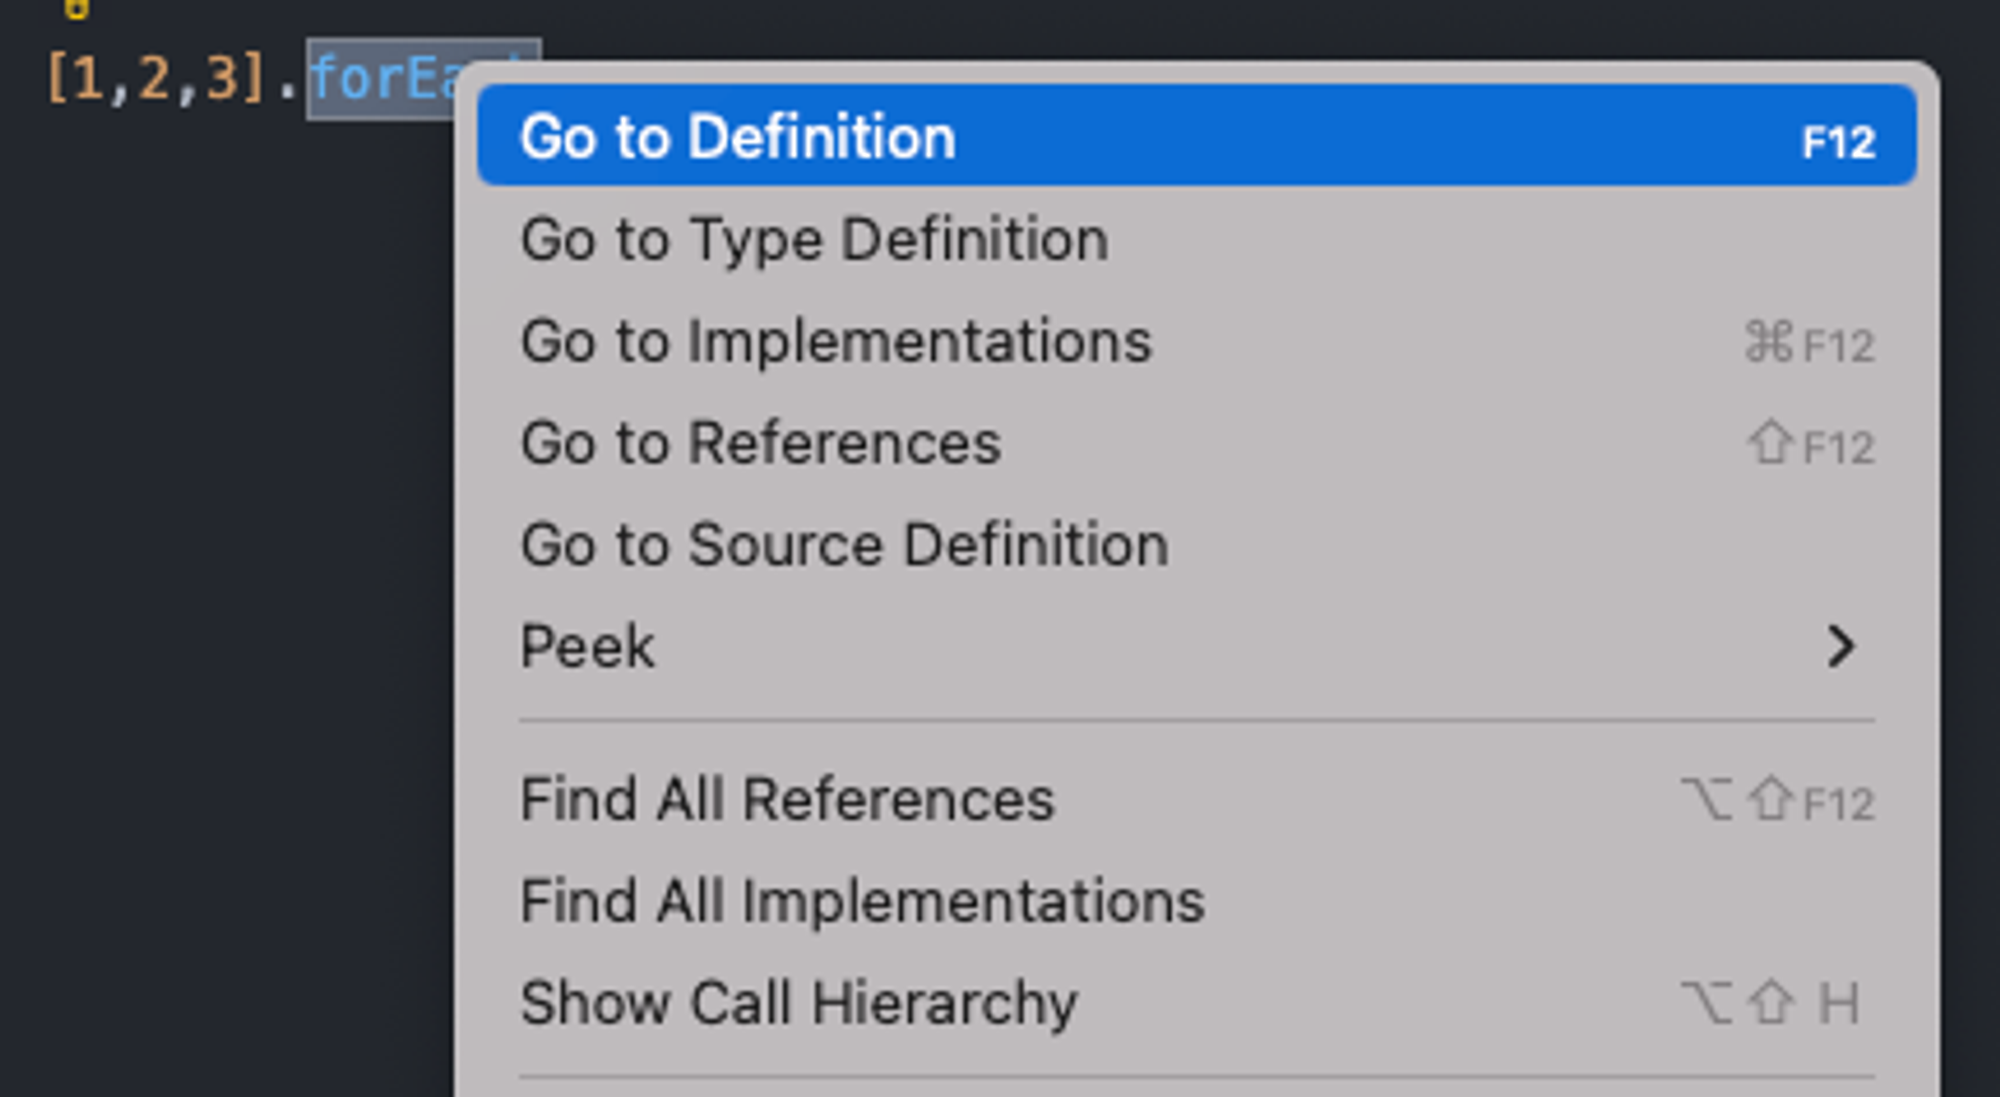 [1,2,3].forEa
Go to Definition F12
Go to Type Definition
Go to Implementations ⌘F12
Go to References ⇧F12
Go to Source Definition
Peek
Find All References ⌥⇧F12
Find All Implementations
Show Call Hierarchy ⌥⇧ H